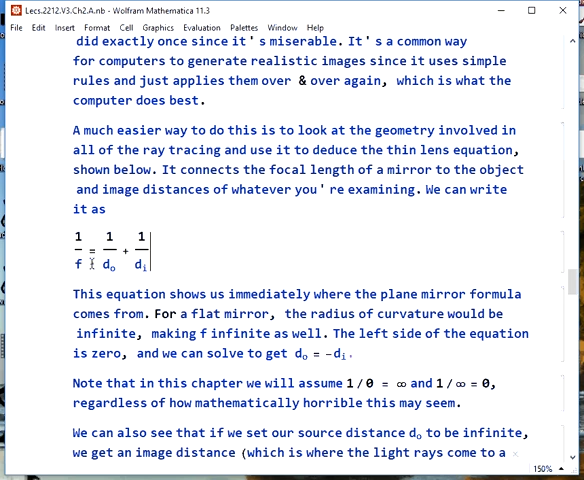 Lecs.2212.V3.Ch2.A.nb - Wolfram Mathematica 11.3
File Edit Insert Format Cell Graphics Evaluation Palettes Window Help
did exactly once since it's miserable. It's a common way
for computers to generate realistic images since it uses simple
rules and just applies them over & over again, which is what the
computer does best.
A much easier way to do this is to look at the geometry involved in
all of the ray tracing and use it to deduce the thin lens equation,
shown below. It connects the focal length of a mirror to the object
and image distances of whatever you're examining. We can write
it as
1/f = 1/dₒ + 1/dᵢ
This equation shows us immediately where the plane mirror formula
comes from. For a flat mirror, the radius of curvature would be
infinite, making f infinite as well. The left side of the equation
is zero, and we can solve to get dₒ = -dᵢ.
Note that in this chapter we will assume 1/0 = ∞ and 1/∞ = 0,
regardless of how mathematically horrible this may seem.
We can also see that if we set our source distance dₒ to be infinite,
we get an image distance (which is where the light rays come to a
150%